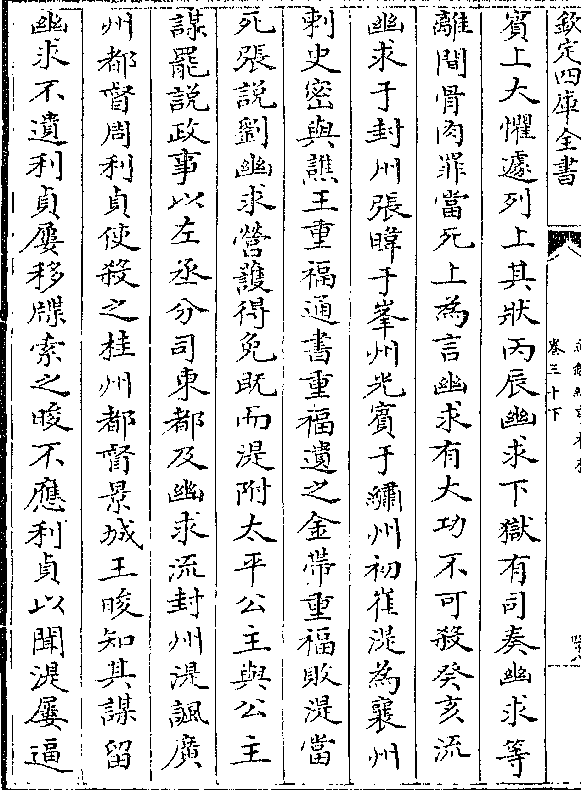 欽定四庫全書
卷三十下
賓上大懼遽列上其狀丙辰幽求下獄有司奏幽求等
離間骨肉罪當死上為言幽求有大功不可殺癸亥流
幽求于封州張暐于峯州光賓于繡州初崔湜為襄州
刺史密與譙王重福通書重福遺之金帶重福敗湜當
死張說劉幽求營護得免既而湜附太平公主與公主
謀罷說政事以左丞分司東都及幽求流封州湜諷廣
州都督周利貞使殺之桂州都督景城王晙知其謀留
幽求不遺利貞屢移牒索之晙不應利貞以聞湜屢逼